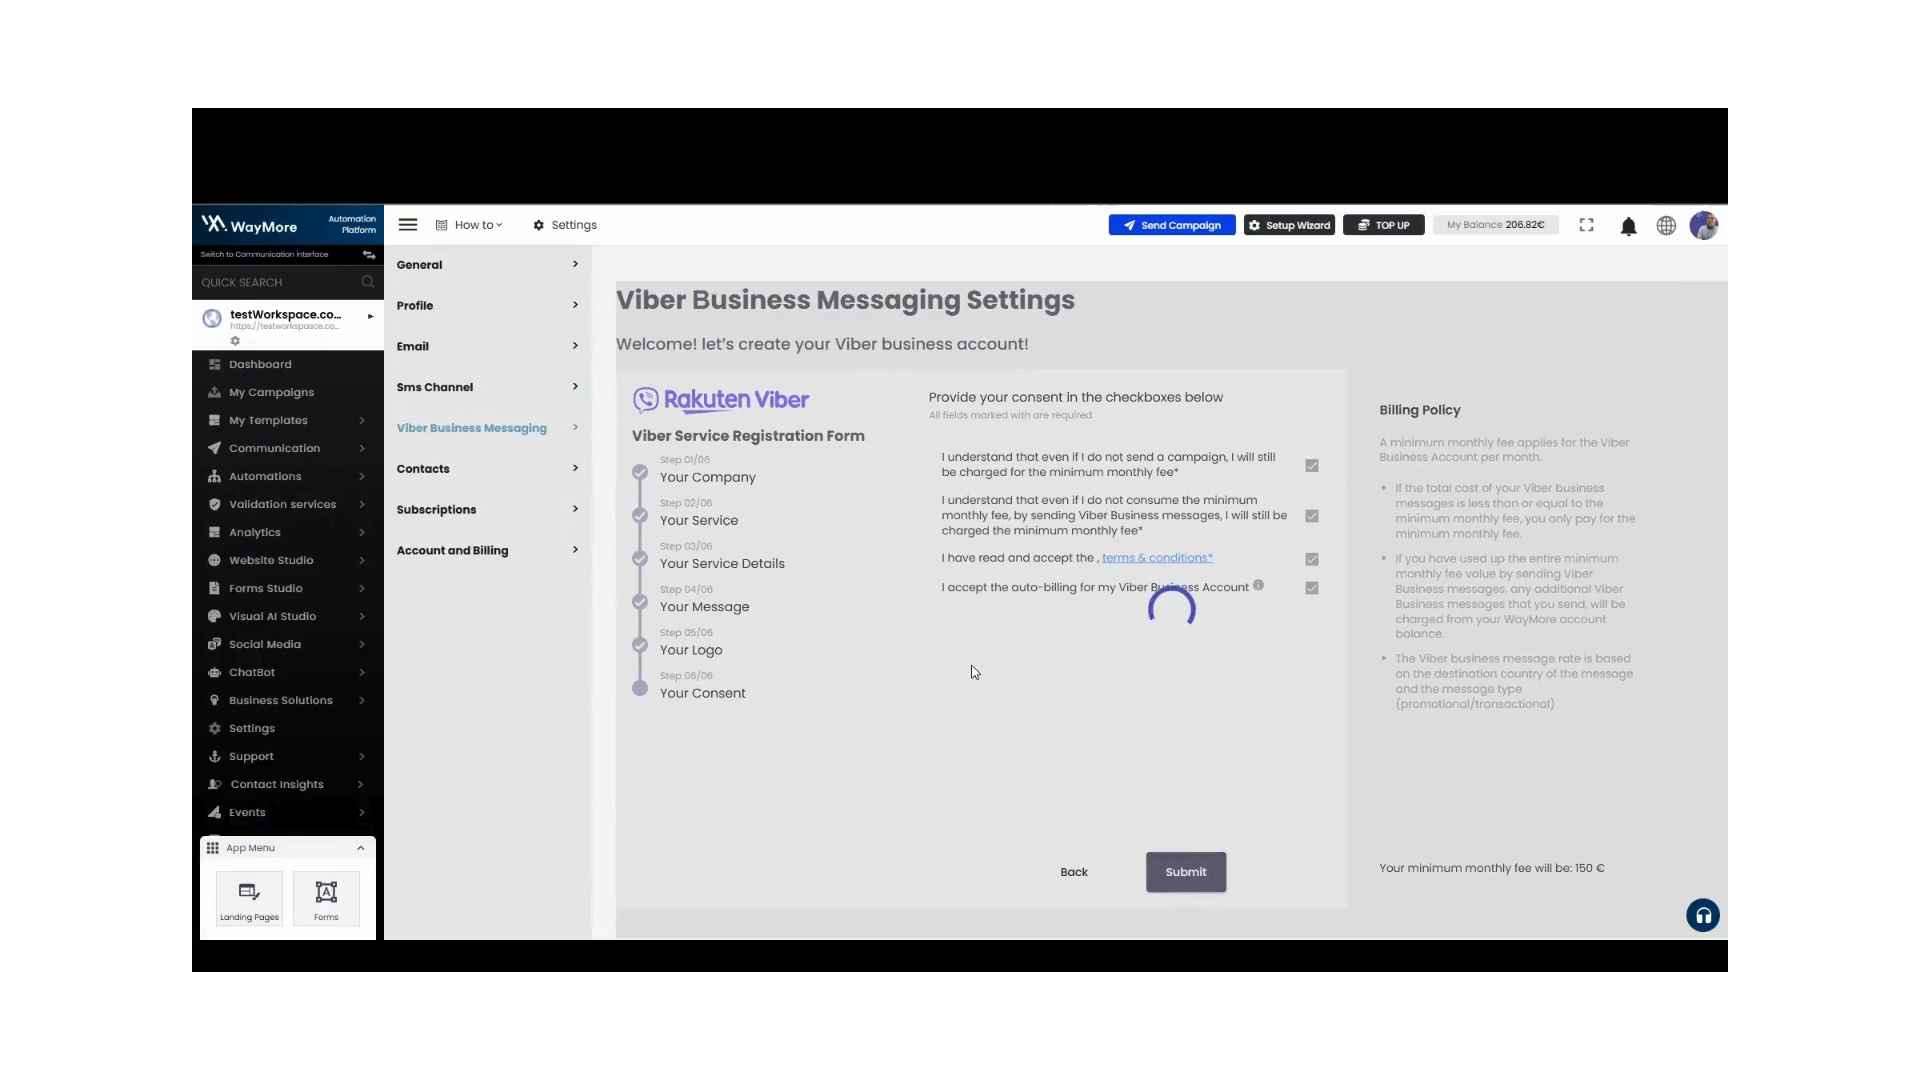 WayMore
Automation
Platform
How to
Settings
Send Campaign
Setup Wizard
TOP UP
My Balance 206.82€
Switch to Communication interface
QUICK SEARCH
testWorkspace.co...
https://testworkspasce.co...
Dashboard
My Campaigns
My Templates
Communication
Automations
Validation services
Analytics
Website Studio
Forms Studio
Visual AI Studio
Social Media
ChatBot
Business Solutions
Settings
Support
Contact Insights
Events
App Menu
Landing Pages
Forms
General
Profile
Email
Sms Channel
Viber Business Messaging
Contacts
Subscriptions
Account and Billing
Viber Business Messaging Settings
Welcome! let's create your Viber business account!
Rakuten Viber
Viber Service Registration Form
Step 01/06
Your Company
Step 02/06
Your Service
Step 03/06
Your Service Details
Step 04/06
Your Message
Step 05/06
Your Logo
Step 06/06
Your Consent
Provide your consent in the checkboxes below
All fields marked with are required
I understand that even if I do not send a campaign, I will still
be charged for the minimum monthly fee*
I understand that even if I do not consume the minimum
monthly fee, by sending Viber Business messages, I will still be
charged the minimum monthly fee*
I have read and accept the , terms & conditions*
I accept the auto-billing for my Viber Business Account
Back
Submit
Billing Policy
A minimum monthly fee applies for the Viber
Business Account per month.
• If the total cost of your Viber business
messages is less than or equal to the
minimum monthly fee, you only pay for the
minimum monthly fee.
• If you have used up the entire minimum
monthly fee value by sending Viber
Business messages, any additional Viber
Business messages that you send, will be
charged from your WayMore account
balance.
• The Viber business message rate is based
on the destination country of the message
and the message type
(promotional/transactional)
Your minimum monthly fee will be: 150 €